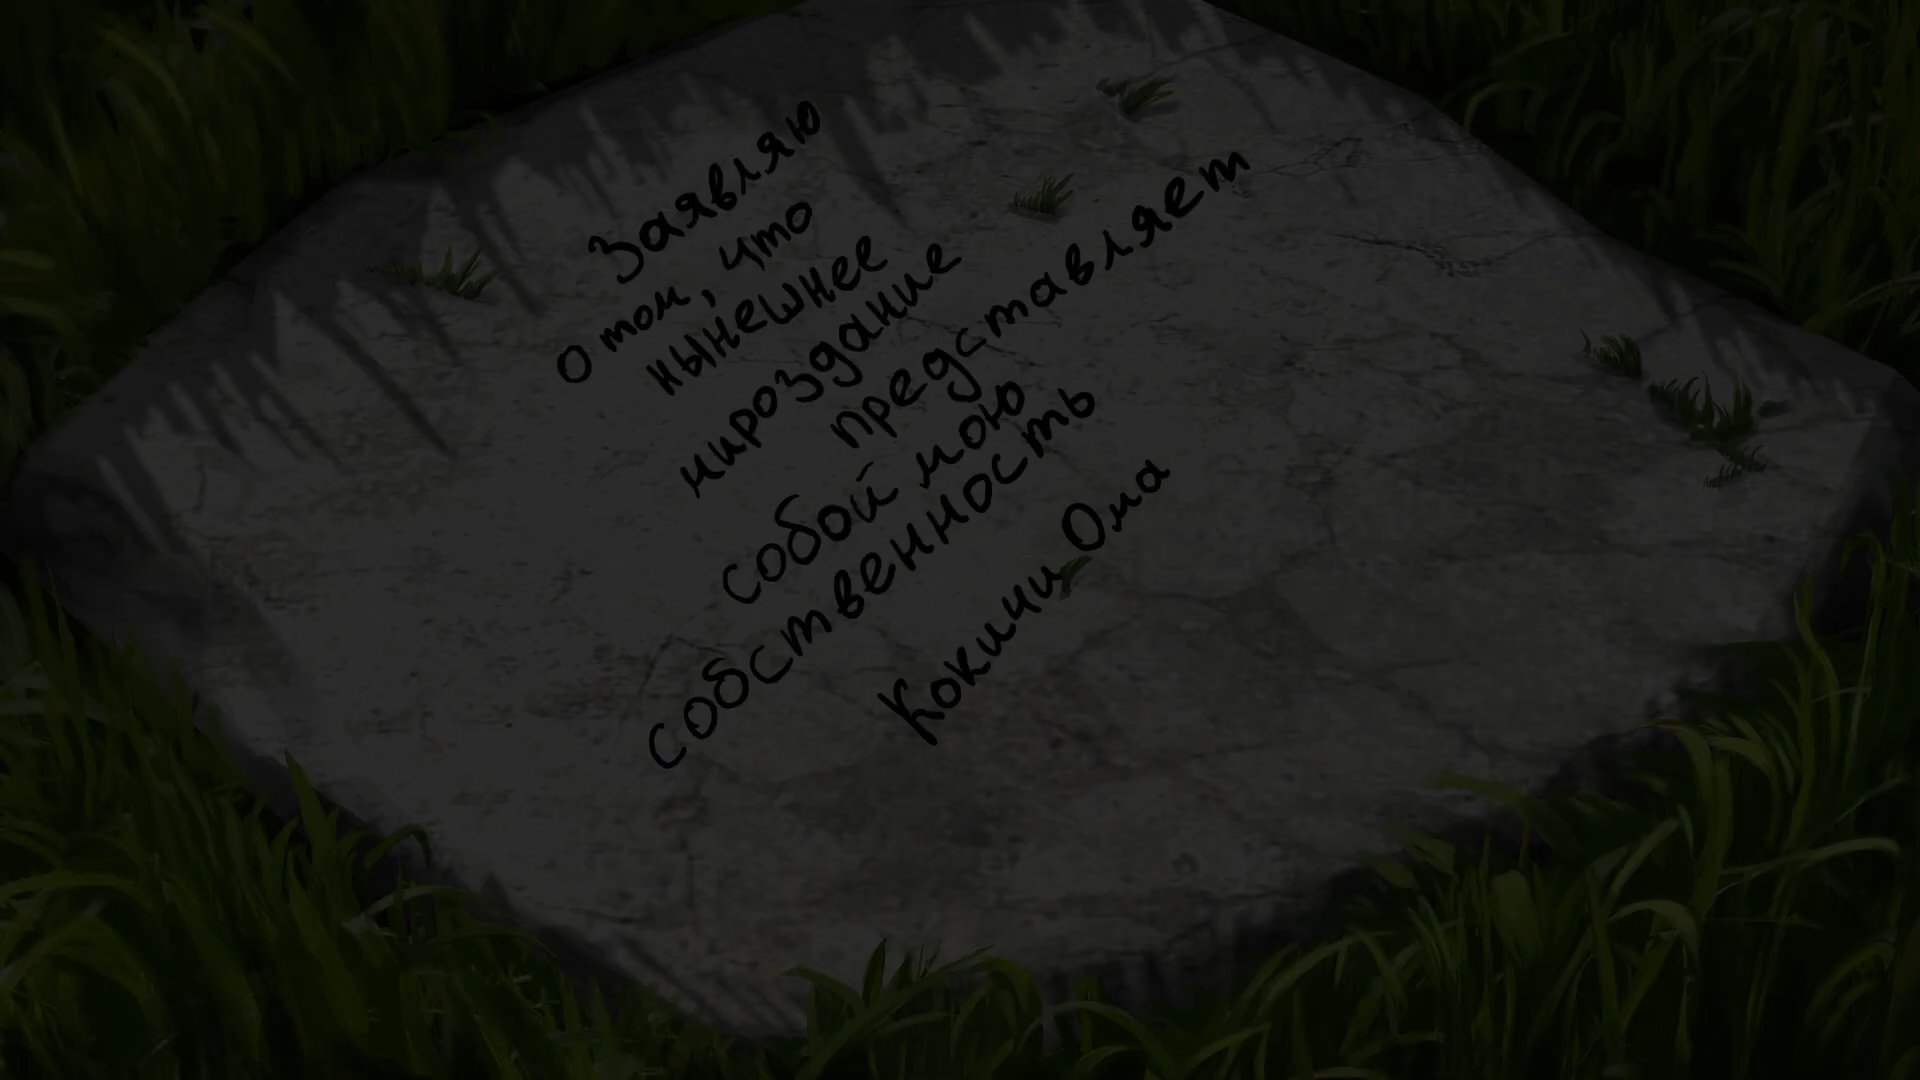 Заявляю
о том, что
нынешнее
мироздание
представляет
собой мою
собственность
Кокичи Ома